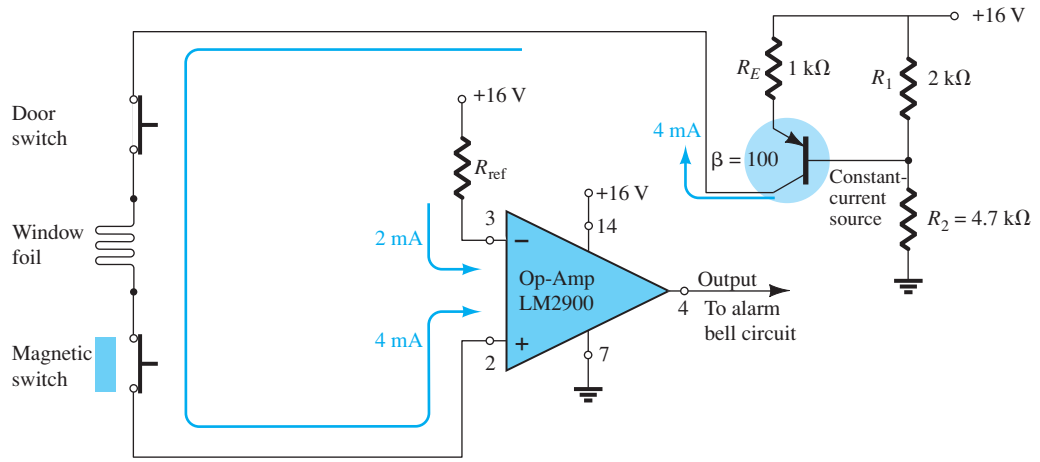 +16 V
R_E
1 kΩ
R_1
2 kΩ
Door
switch
+16 V
4 mA
β = 100
R_ref
Constant-
current
source
+16 V
R_2 = 4.7 kΩ
3
14
Window
foil
2 mA
−
Op-Amp
LM2900
Output
4
To alarm
bell circuit
4 mA
+
2
7
Magnetic
switch